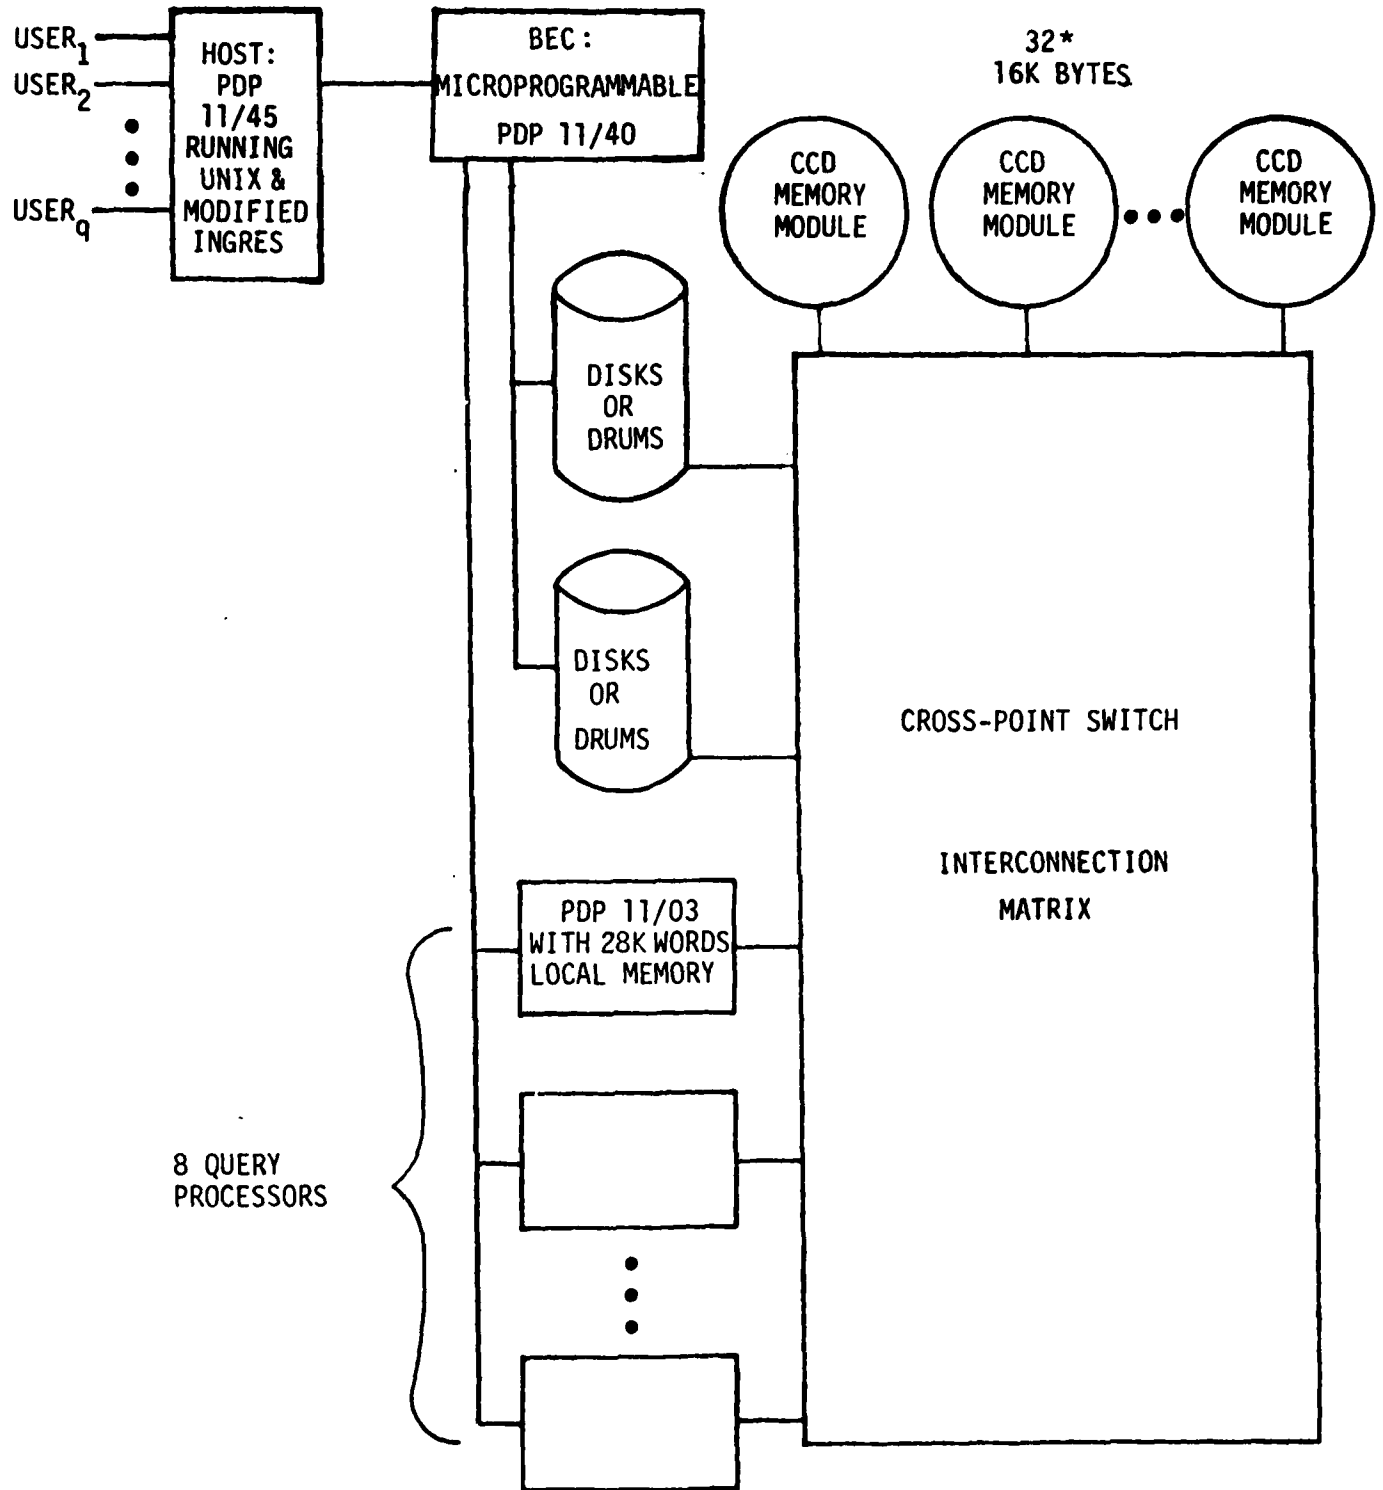 USER1
USER2
USERq
HOST:
PDP
11/45
RUNNING
UNIX &
MODIFIED
INGRES
BEC:
MICROPROGRAMMABLE
PDP 11/40
32*
16K BYTES
CCD
MEMORY
MODULE
CCD
MEMORY
MODULE
CCD
MEMORY
MODULE
DISKS
OR
DRUMS
DISKS
OR
DRUMS
CROSS-POINT SWITCH
INTERCONNECTION
MATRIX
PDP 11/03
WITH 28K WORDS
LOCAL MEMORY
8 QUERY
PROCESSORS